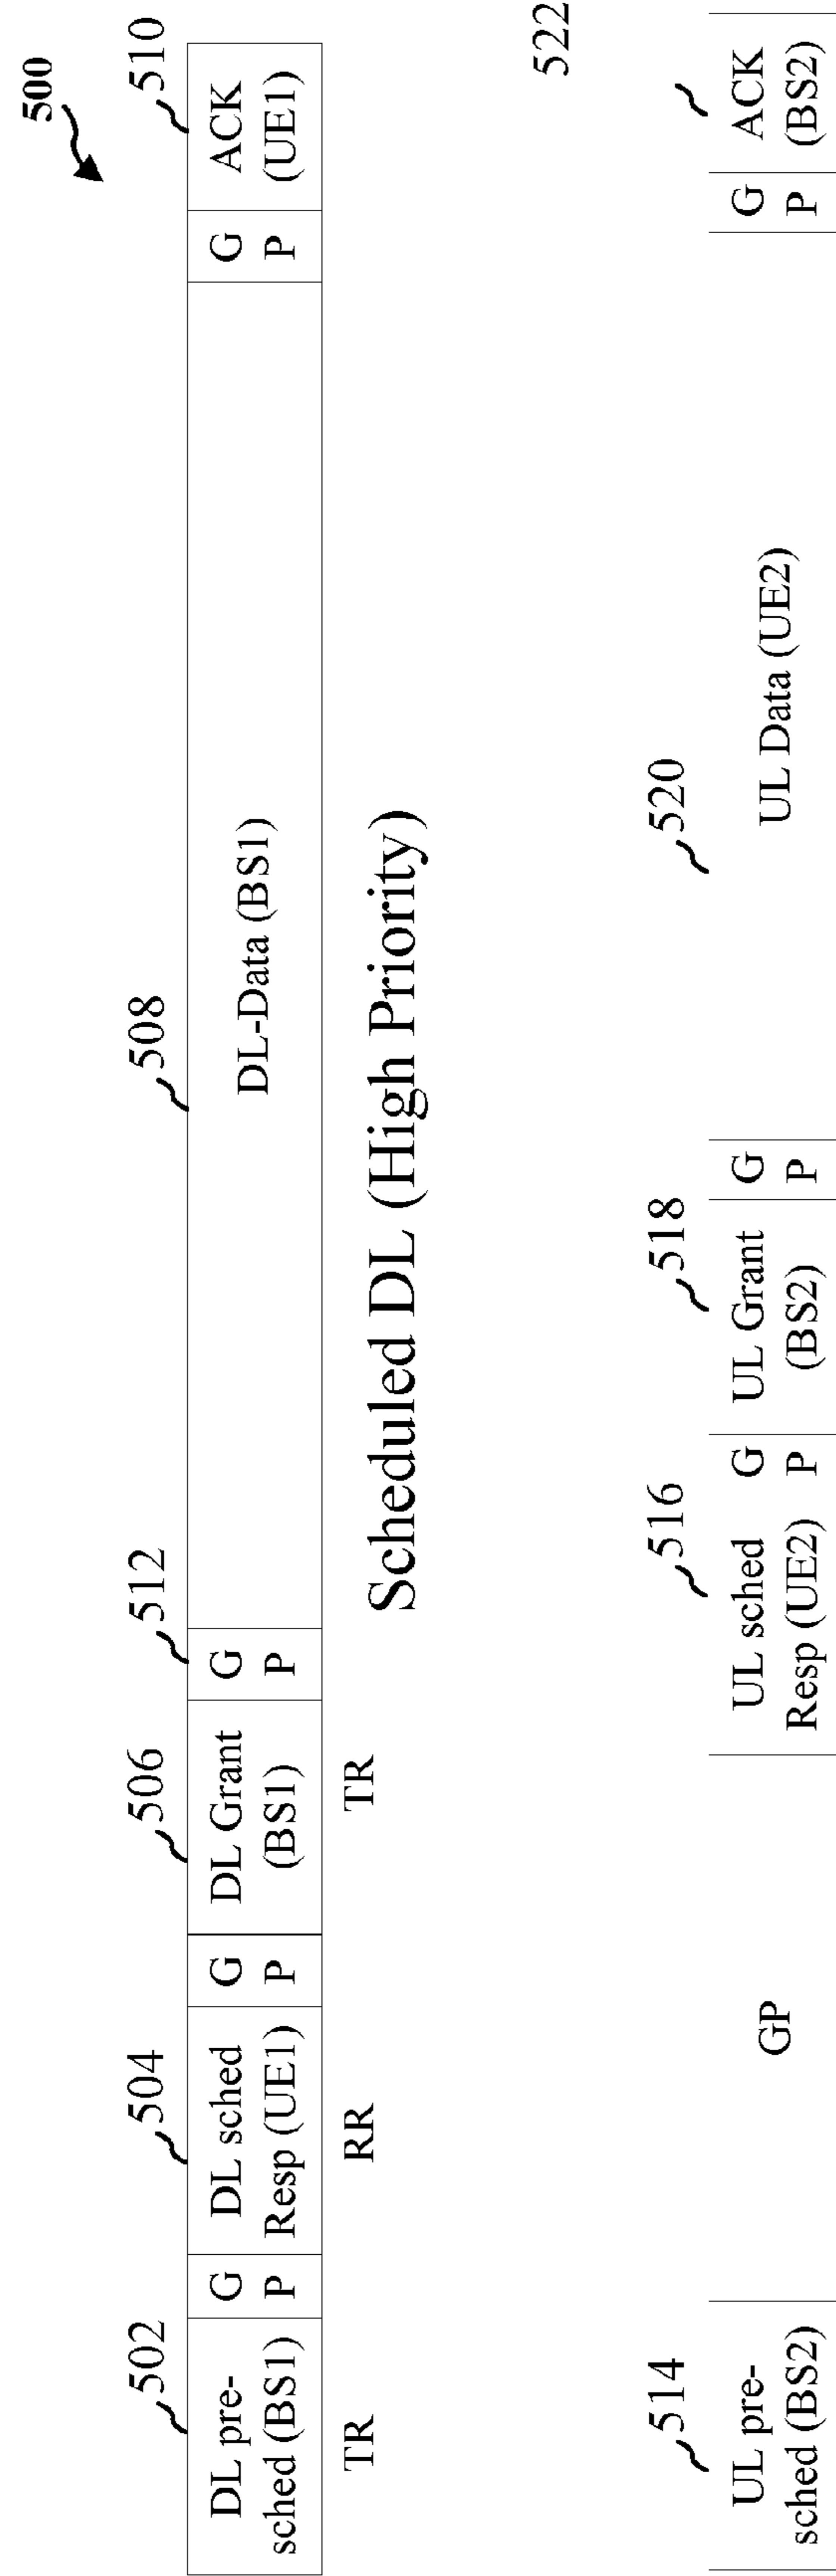 500
502
504
506
512
508
510
DL pre-
sched (BS1)
G
P
DL sched
Resp (UE1)
G
P
DL Grant
(BS1)
G
P
DL-Data (BS1)
G
P
ACK
(UE1)
TR
RR
TR
Scheduled DL (High Priority)
514
516
518
520
522
UL pre-
sched (BS2)
GP
UL sched
Resp (UE2)
G
P
UL Grant
(BS2)
G
P
UL Data (UE2)
G
P
ACK
(BS2)